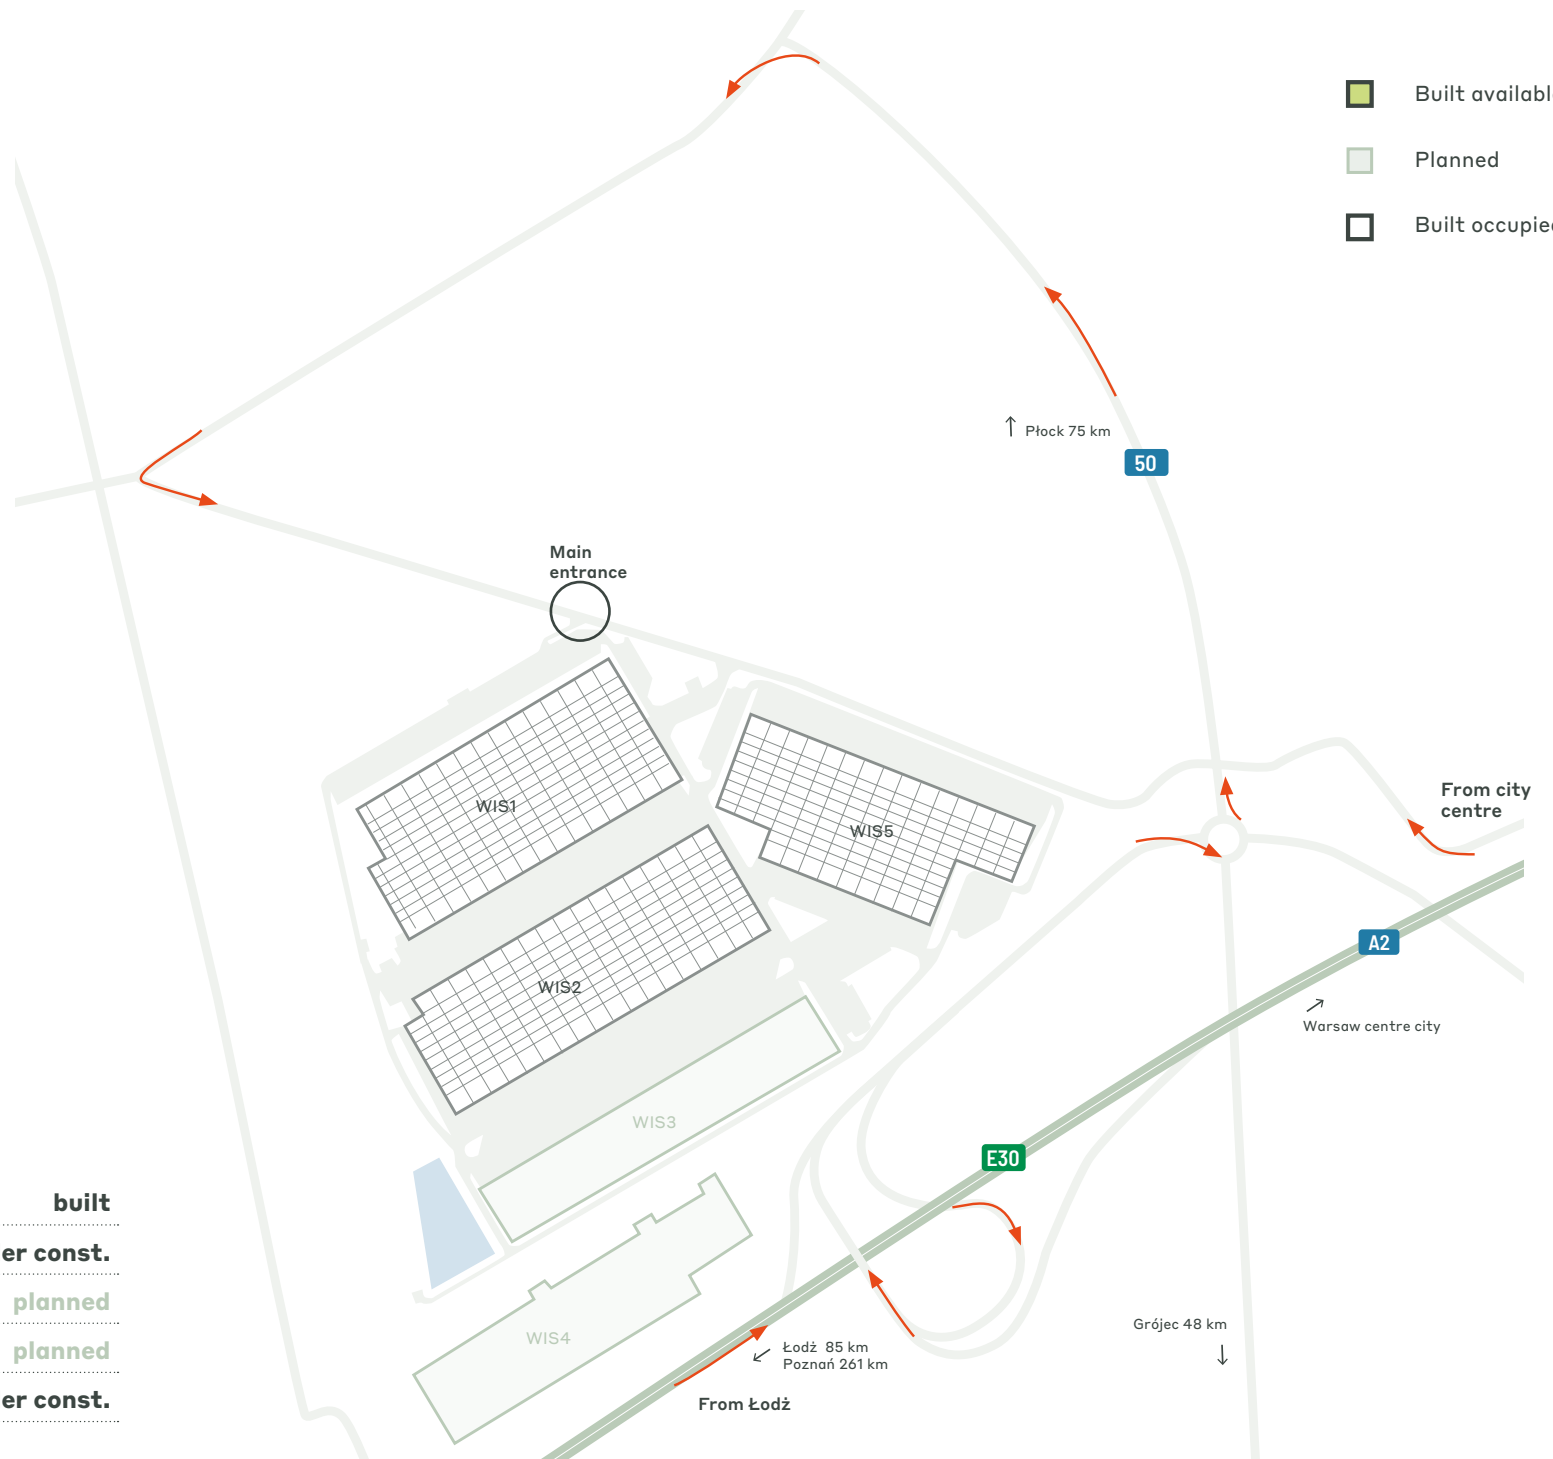 Built availabl
Planned
Built occupie
Płock 75 km
50
Main
entrance
From city
centre
WIS1
WIS5
A2
WIS2
Warsaw centre city
WIS3
E30
built
er const.
planned
planned
er const.
WIS4
Grójec 48 km
Łodż 85 km
Poznań 261 km
From Łodż